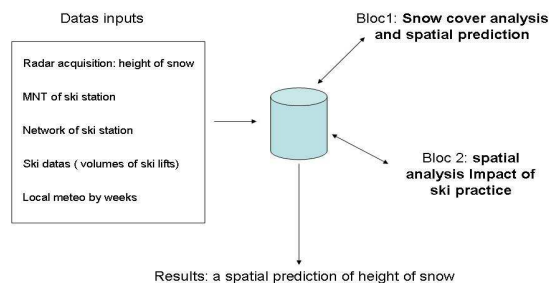 Datas inputs
Radar acquisition: height of snow
MNT of ski station
Network of ski station
Ski datas ( volumes of ski lifts)
Local meteo by weeks
Bloc1: Snow cover analysis
and spatial prediction
Bloc 2: spatial
analysis Impact of
ski practice
Results: a spatial prediction of height of snow